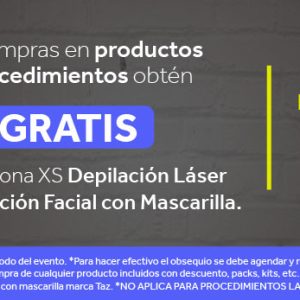 mpras en productos
cedimientos obtén
GRATIS
ona XS Depilación Láser
ción Facial con Mascarilla.
odo del evento. *Para hacer efectivo el obsequio se debe agendar y r
mpra de cualquier producto incluidos con descuento, packs, kits, etc.
con mascarilla marca Taz. *NO APLICA PARA PROCEDIMIENTOS LA